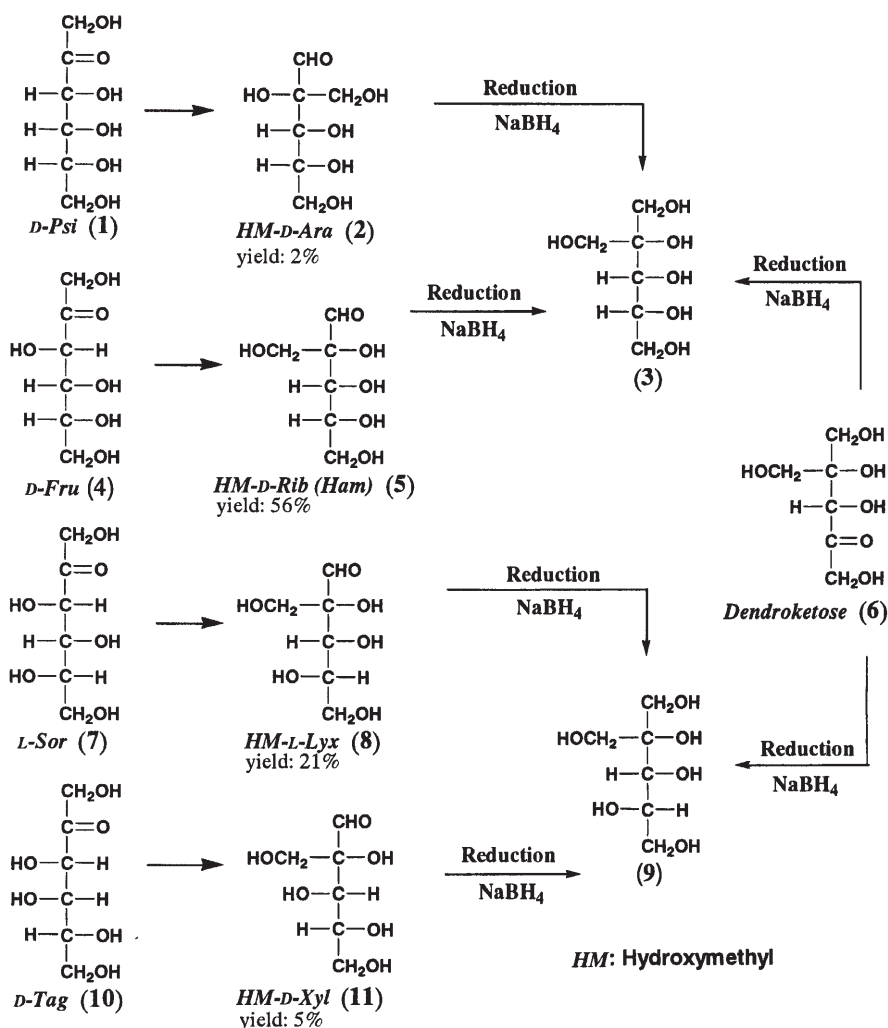 CH₂OH
C=O
H—C—OH
H—C—OH
H—C—OH
CH₂OH
D-Psi (1)
CHO
HO—C—CH₂OH
H—C—OH
H—C—OH
CH₂OH
HM-D-Ara (2)
yield: 2%
Reduction
NaBH₄
CH₂OH
HOCH₂—C—OH
H—C—OH
H—C—OH
CH₂OH
(3)
CH₂OH
C=O
HO—C—H
H—C—OH
H—C—OH
CH₂OH
D-Fru (4)
CHO
HOCH₂—C—OH
H—C—OH
H—C—OH
CH₂OH
HM-D-Rib (Ham) (5)
yield: 56%
Reduction
NaBH₄
Reduction
NaBH₄
CH₂OH
HOCH₂—C—OH
H—C—OH
C=O
CH₂OH
Dendroketose (6)
CH₂OH
C=O
HO—C—H
H—C—OH
HO—C—H
CH₂OH
L-Sor (7)
CHO
HOCH₂—C—OH
H—C—OH
HO—C—H
CH₂OH
HM-L-Lyx (8)
yield: 21%
Reduction
NaBH₄
CH₂OH
HOCH₂—C—OH
H—C—OH
HO—C—H
CH₂OH
(9)
Reduction
NaBH₄
CH₂OH
C=O
HO—C—H
HO—C—H
H—C—OH
CH₂OH
D-Tag (10)
CHO
HOCH₂—C—OH
HO—C—H
H—C—OH
CH₂OH
HM-D-Xyl (11)
yield: 5%
Reduction
NaBH₄
HM: Hydroxymethyl